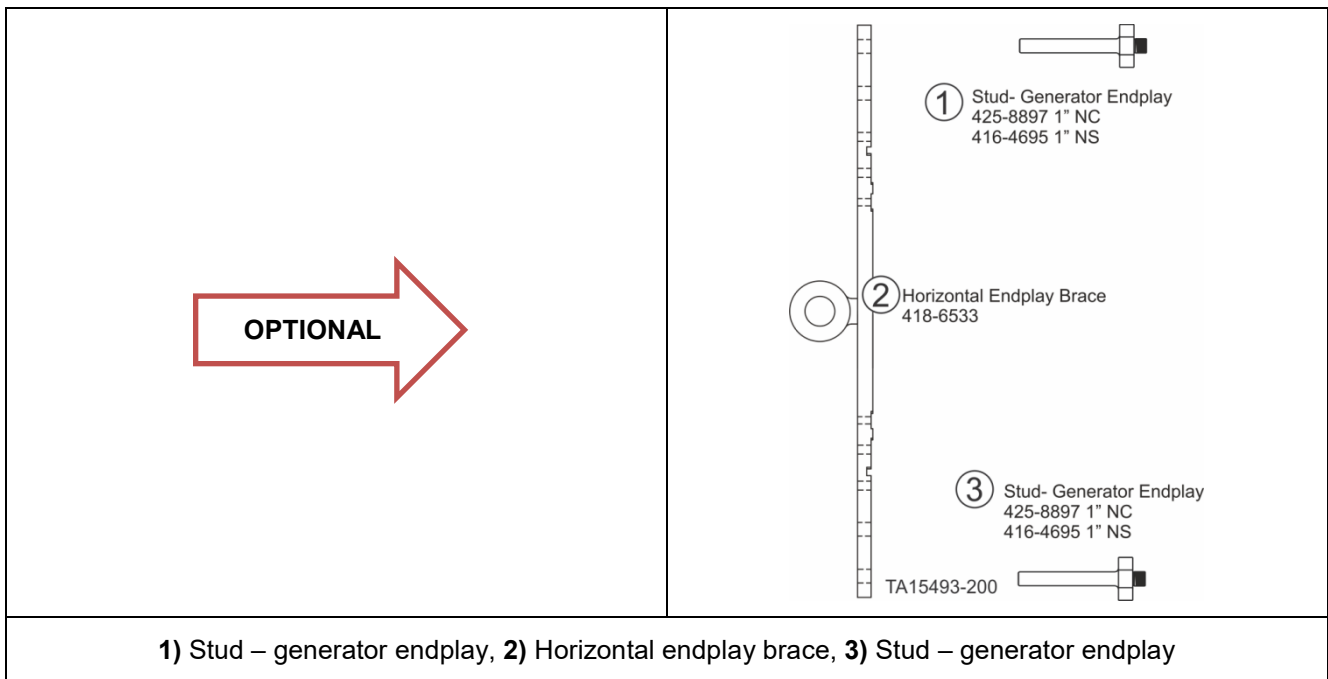 OPTIONAL
1 Stud- Generator Endplay
425-8897 1” NC
416-4695 1” NS
2 Horizontal Endplay Brace
418-6533
3 Stud- Generator Endplay
425-8897 1” NC
416-4695 1” NS
TA15493-200
1) Stud – generator endplay, 2) Horizontal endplay brace, 3) Stud – generator endplay